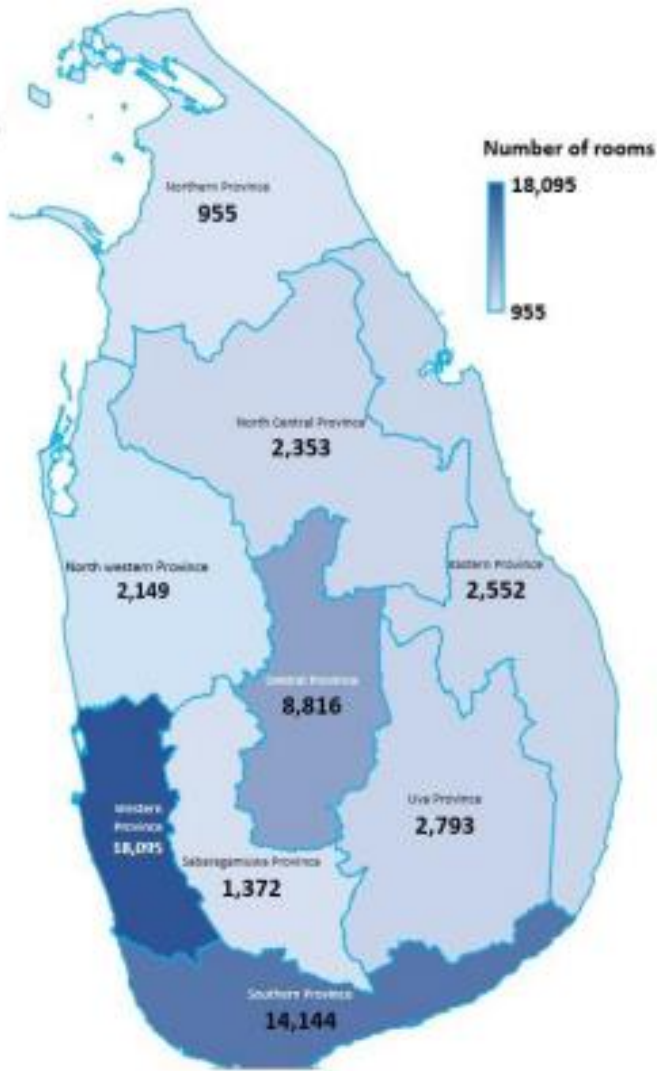 Number of rooms
18,095
955
Northern Province
955
North Central Province
2,353
North western Province
2,149
Eastern Province
2,552
Central Province
8,816
Uva Province
2,793
Western
Province
18,095
Sabaragamuwa Province
1,372
Southern Province
14,144